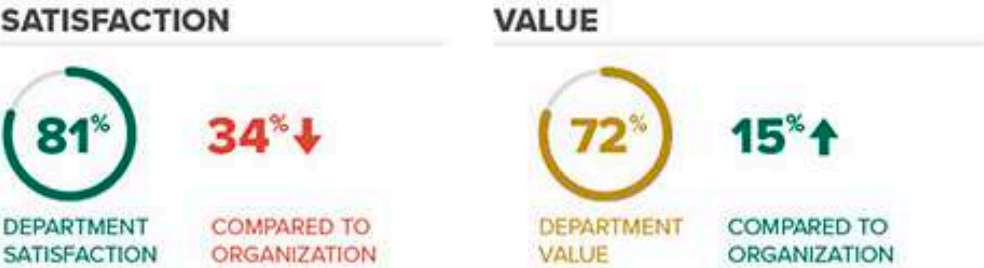 SATISFACTION
81%
34%
DEPARTMENT
SATISFACTION
COMPARED TO
ORGANIZATION
VALUE
72%
15%
DEPARTMENT
VALUE
COMPARED TO
ORGANIZATION